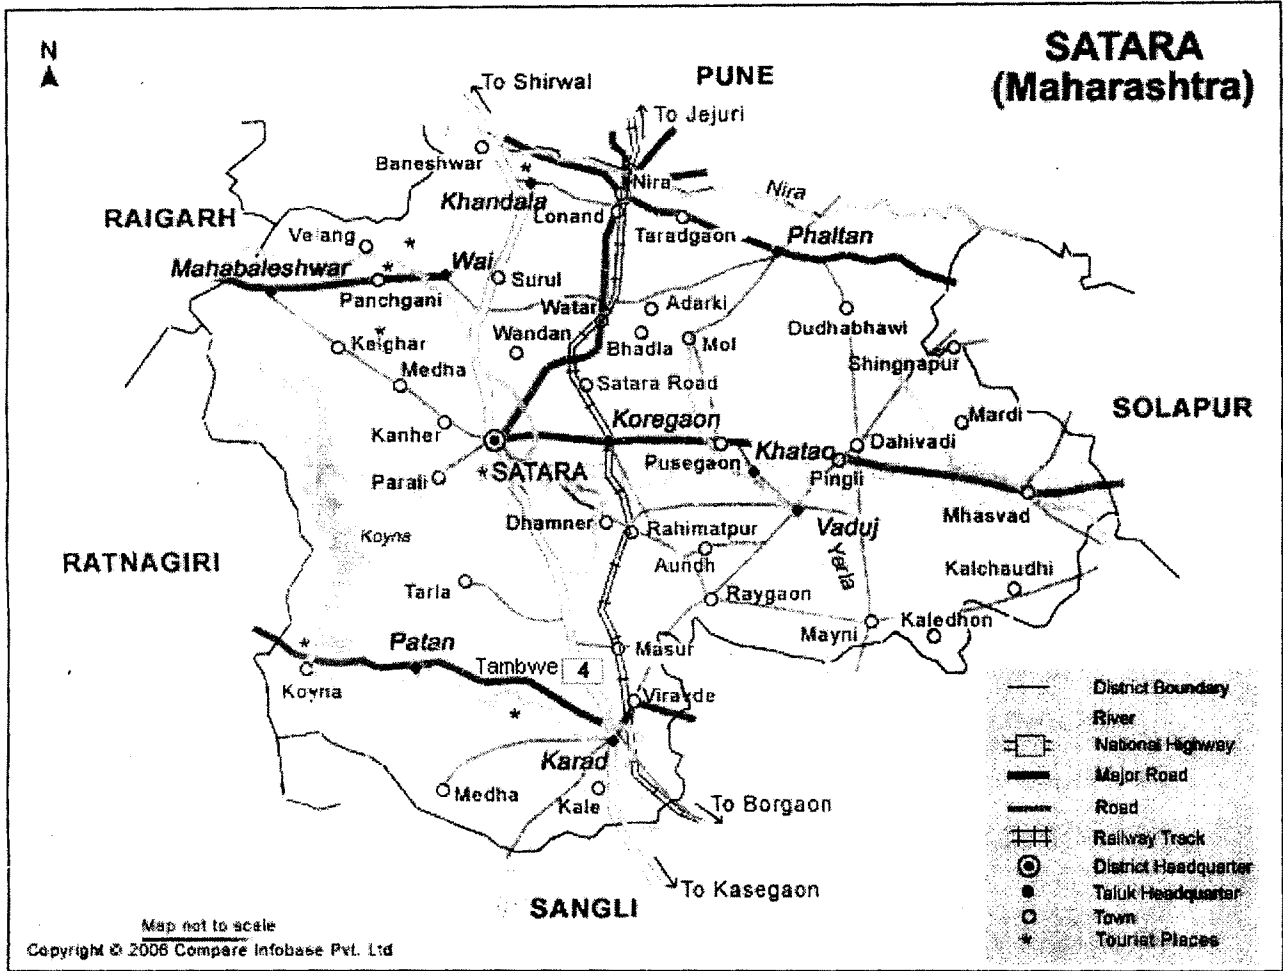 N
SATARA
(Maharashtra)
PUNE
To Shirwal
To Jejuri
Baneshwar
Nira
Nira
Khandala
Lonand
Taradgaon
Phaltan
RAIGARH
Velang
Mahabaleshwar
Wai
Surul
Panchgani
Watar
Adarki
Dudhabhawi
Wandan
Bhadla
Mol
Kelghar
Shingnapur
Medha
Satara Road
Mardi
SOLAPUR
Kanher
Koregaon
Dahivadi
Khatao
Pusegaon
Pingli
Parali
SATARA
Mhasvad
Dhamner
Rahimatpur
Vaduj
Koyna
Aundh
Yerla
RATNAGIRI
Kalchaudhi
Tarla
Raygaon
Mayni
Kaledhon
Patan
Masur
Tambwe
4
Koyna
Viravde
Karad
Medha
Kale
To Borgaon
To Kasegaon
SANGLI
District Boundary
River
National Highway
Major Road
Road
Railway Track
District Headquarter
Taluk Headquarter
Town
Tourist Places
Map not to scale
Copyright © 2006 Compare Infobase Pvt. Ltd